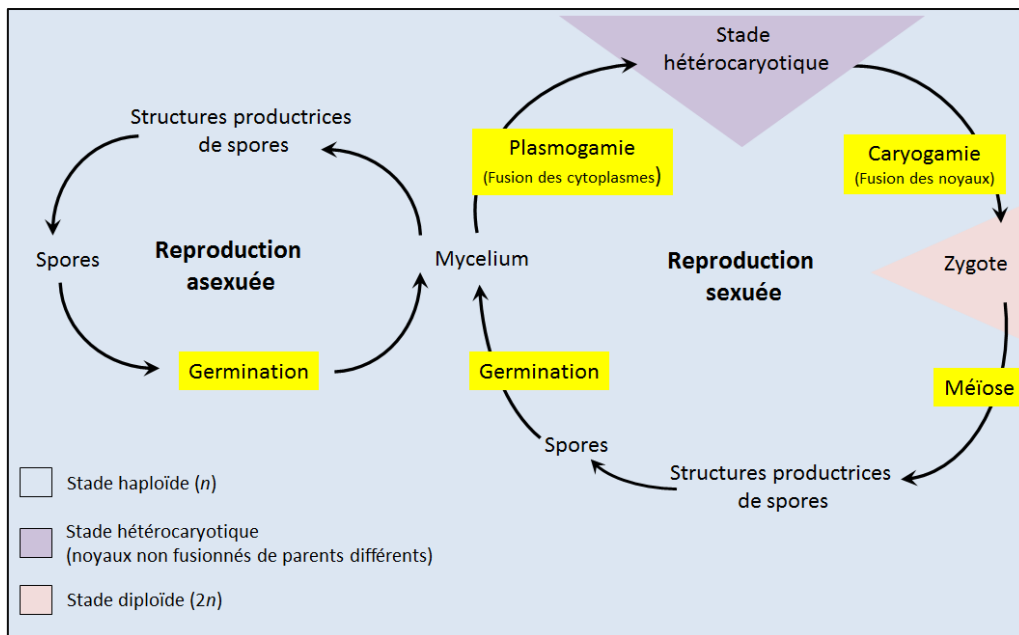 Stade
hétérocaryotique
Structures productrices
de spores
Plasmogamie
(Fusion des cytoplasmes)
Caryogamie
(Fusion des noyaux)
Spores
Reproduction
asexuée
Mycelium
Reproduction
sexuée
Zygote
Germination
Germination
Méïose
Spores
Structures productrices
de spores
Stade haploïde (n)
Stade hétérocaryotique
(noyaux non fusionnés de parents différents)
Stade diploïde (2n)